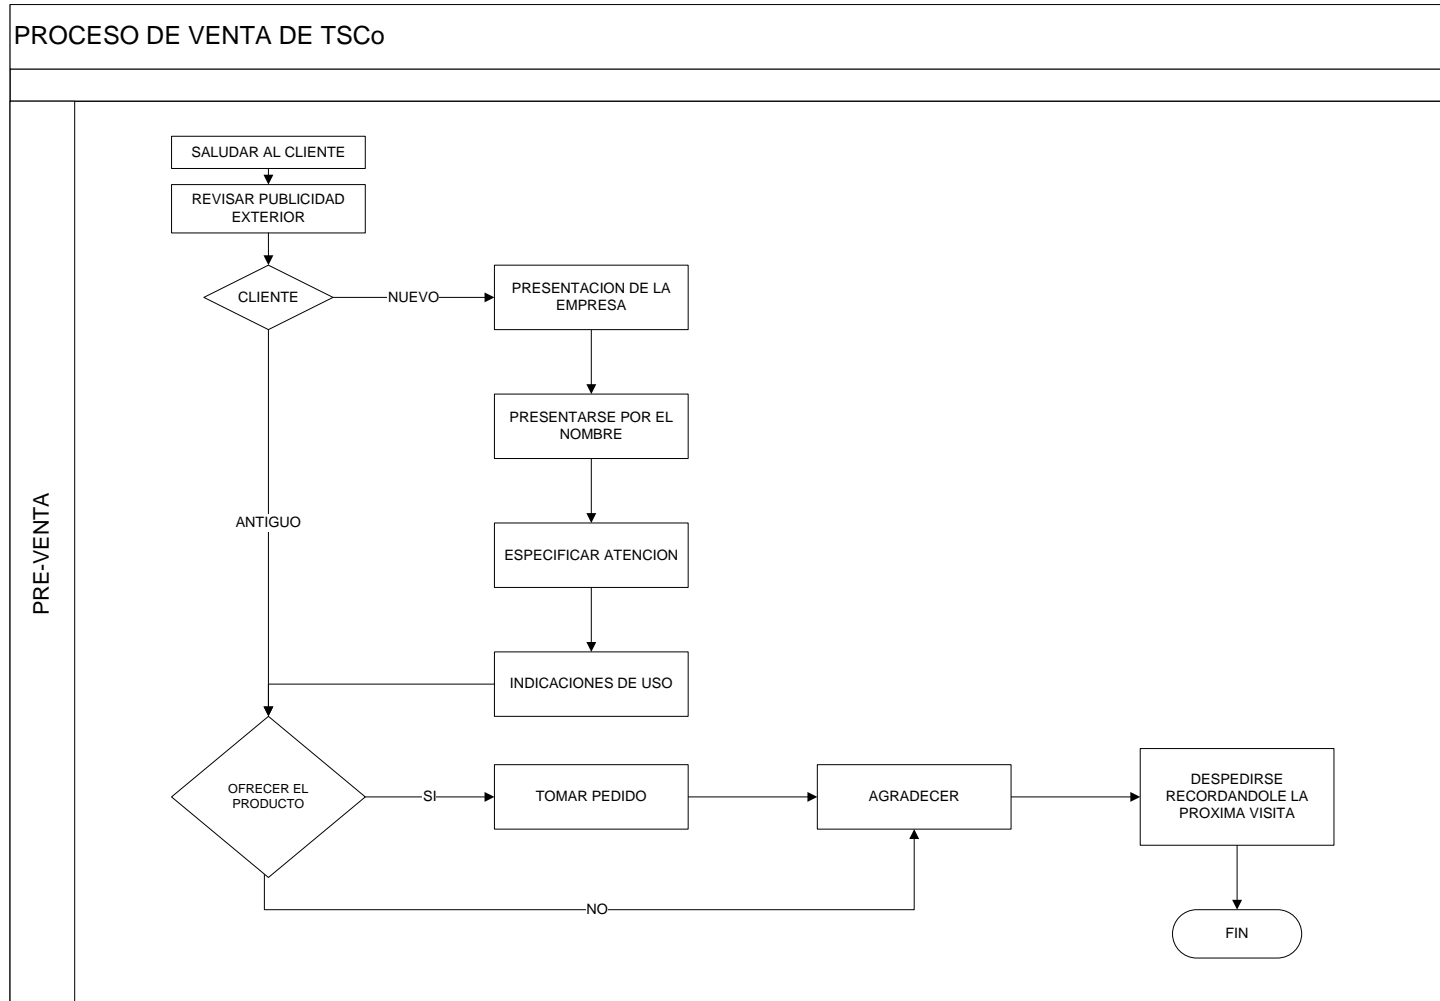 PROCESO DE VENTA DE TSCo
PRE-VENTA
SALUDAR AL CLIENTE
REVISAR PUBLICIDAD
EXTERIOR
CLIENTE
NUEVO
PRESENTACION DE LA
EMPRESA
PRESENTARSE POR EL
NOMBRE
ANTIGUO
ESPECIFICAR ATENCION
INDICACIONES DE USO
OFRECER EL
PRODUCTO
SI
TOMAR PEDIDO
AGRADECER
DESPEDIRSE
RECORDANDOLE LA
PROXIMA VISITA
NO
FIN